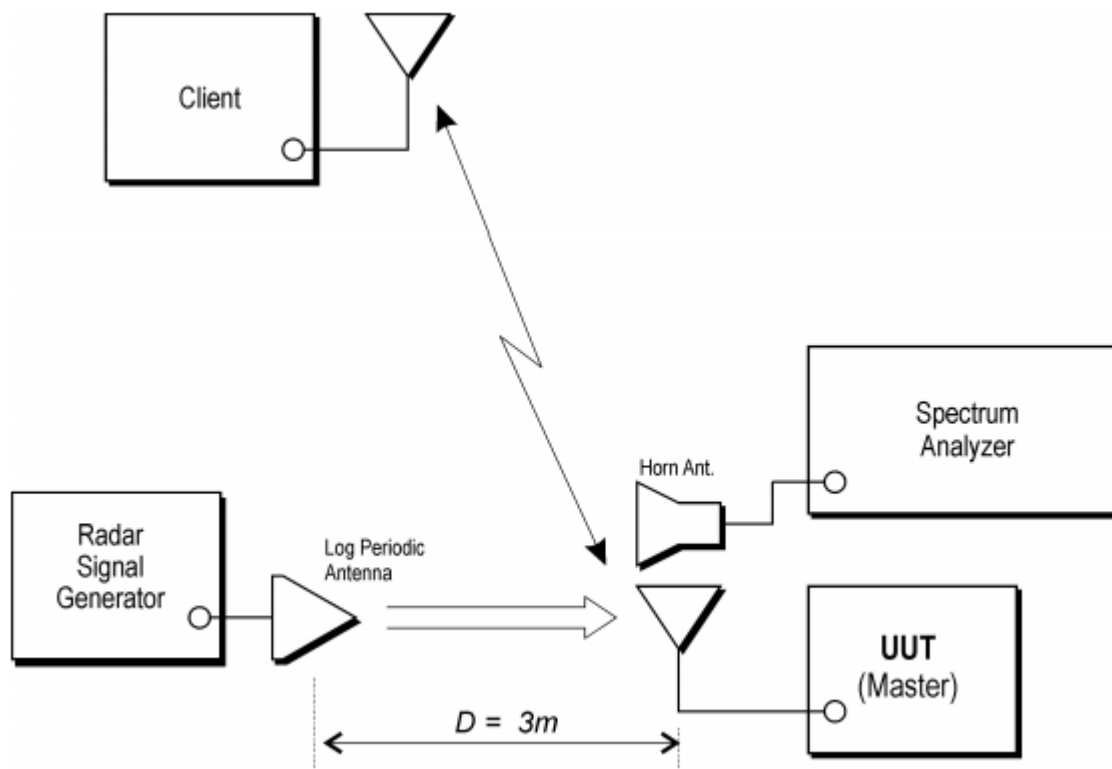 Client
Spectrum
Analyzer
Horn Ant.
Radar
Signal
Generator
Log Periodic
Antenna
UUT
(Master)
D = 3m